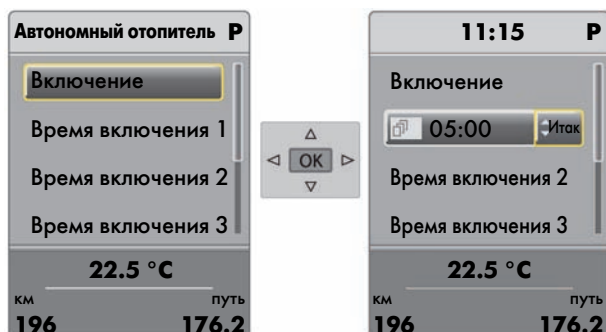 Автономный отопитель P
Включение
Время включения 1
Время включения 2
Время включения 3
22.5 °C
км путь
196 176.2
OK
11:15 P
Включение
05:00 Итак
Время включения 2
Время включения 3
22.5 °C
км путь
196 176.2